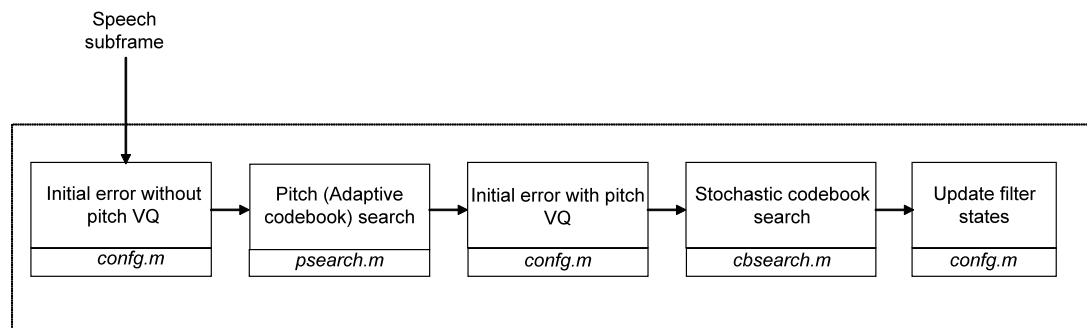 Speech
subframe
Initial error without
pitch VQ
confg.m
Pitch (Adaptive
codebook) search
psearch.m
Initial error with pitch
VQ
confg.m
Stochastic codebook
search
cbsearch.m
Update filter
states
confg.m